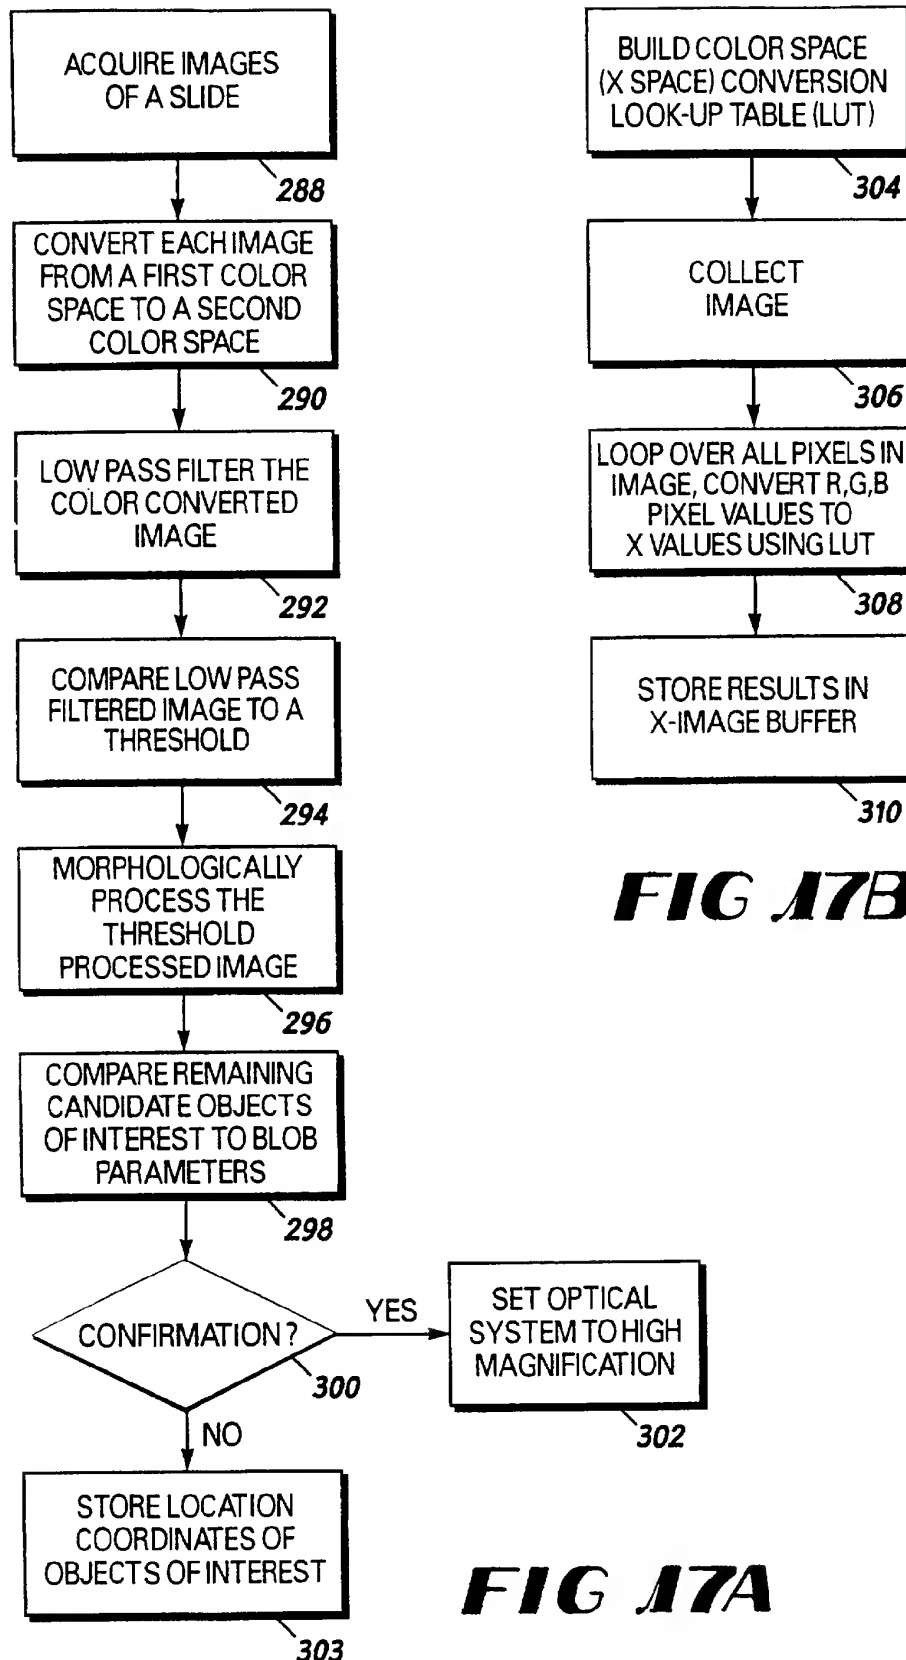 ACQUIRE IMAGES
OF A SLIDE
288
CONVERT EACH IMAGE
FROM A FIRST COLOR
SPACE TO A SECOND
COLOR SPACE
290
LOW PASS FILTER THE
COLOR CONVERTED
IMAGE
292
COMPARE LOW PASS
FILTERED IMAGE TO A
THRESHOLD
294
MORPHOLOGICALLY
PROCESS THE
THRESHOLD
PROCESSED IMAGE
296
COMPARE REMAINING
CANDIDATE OBJECTS
OF INTEREST TO BLOB
PARAMETERS
298
CONFIRMATION?
300
YES
SET OPTICAL
SYSTEM TO HIGH
MAGNIFICATION
302
NO
STORE LOCATION
COORDINATES OF
OBJECTS OF INTEREST
303
FIG 17A
BUILD COLOR SPACE
(X SPACE) CONVERSION
LOOK-UP TABLE (LUT)
304
COLLECT
IMAGE
306
LOOP OVER ALL PIXELS IN
IMAGE, CONVERT R,G,B
PIXEL VALUES TO
X VALUES USING LUT
308
STORE RESULTS IN
X-IMAGE BUFFER
310
FIG 17B